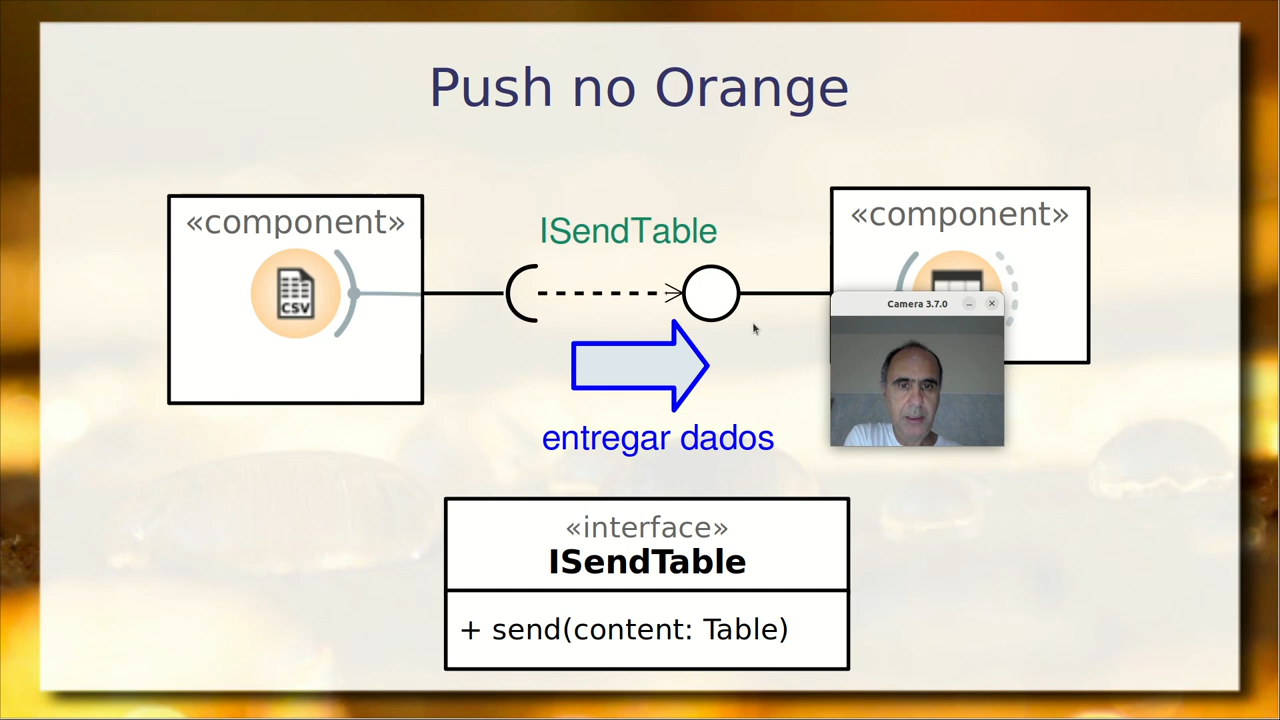 Push no Orange
«component»
CSV
ISendTable
«component»
Camera 3.7.0
entregar dados
«interface»
ISendTable
+ send(content: Table)